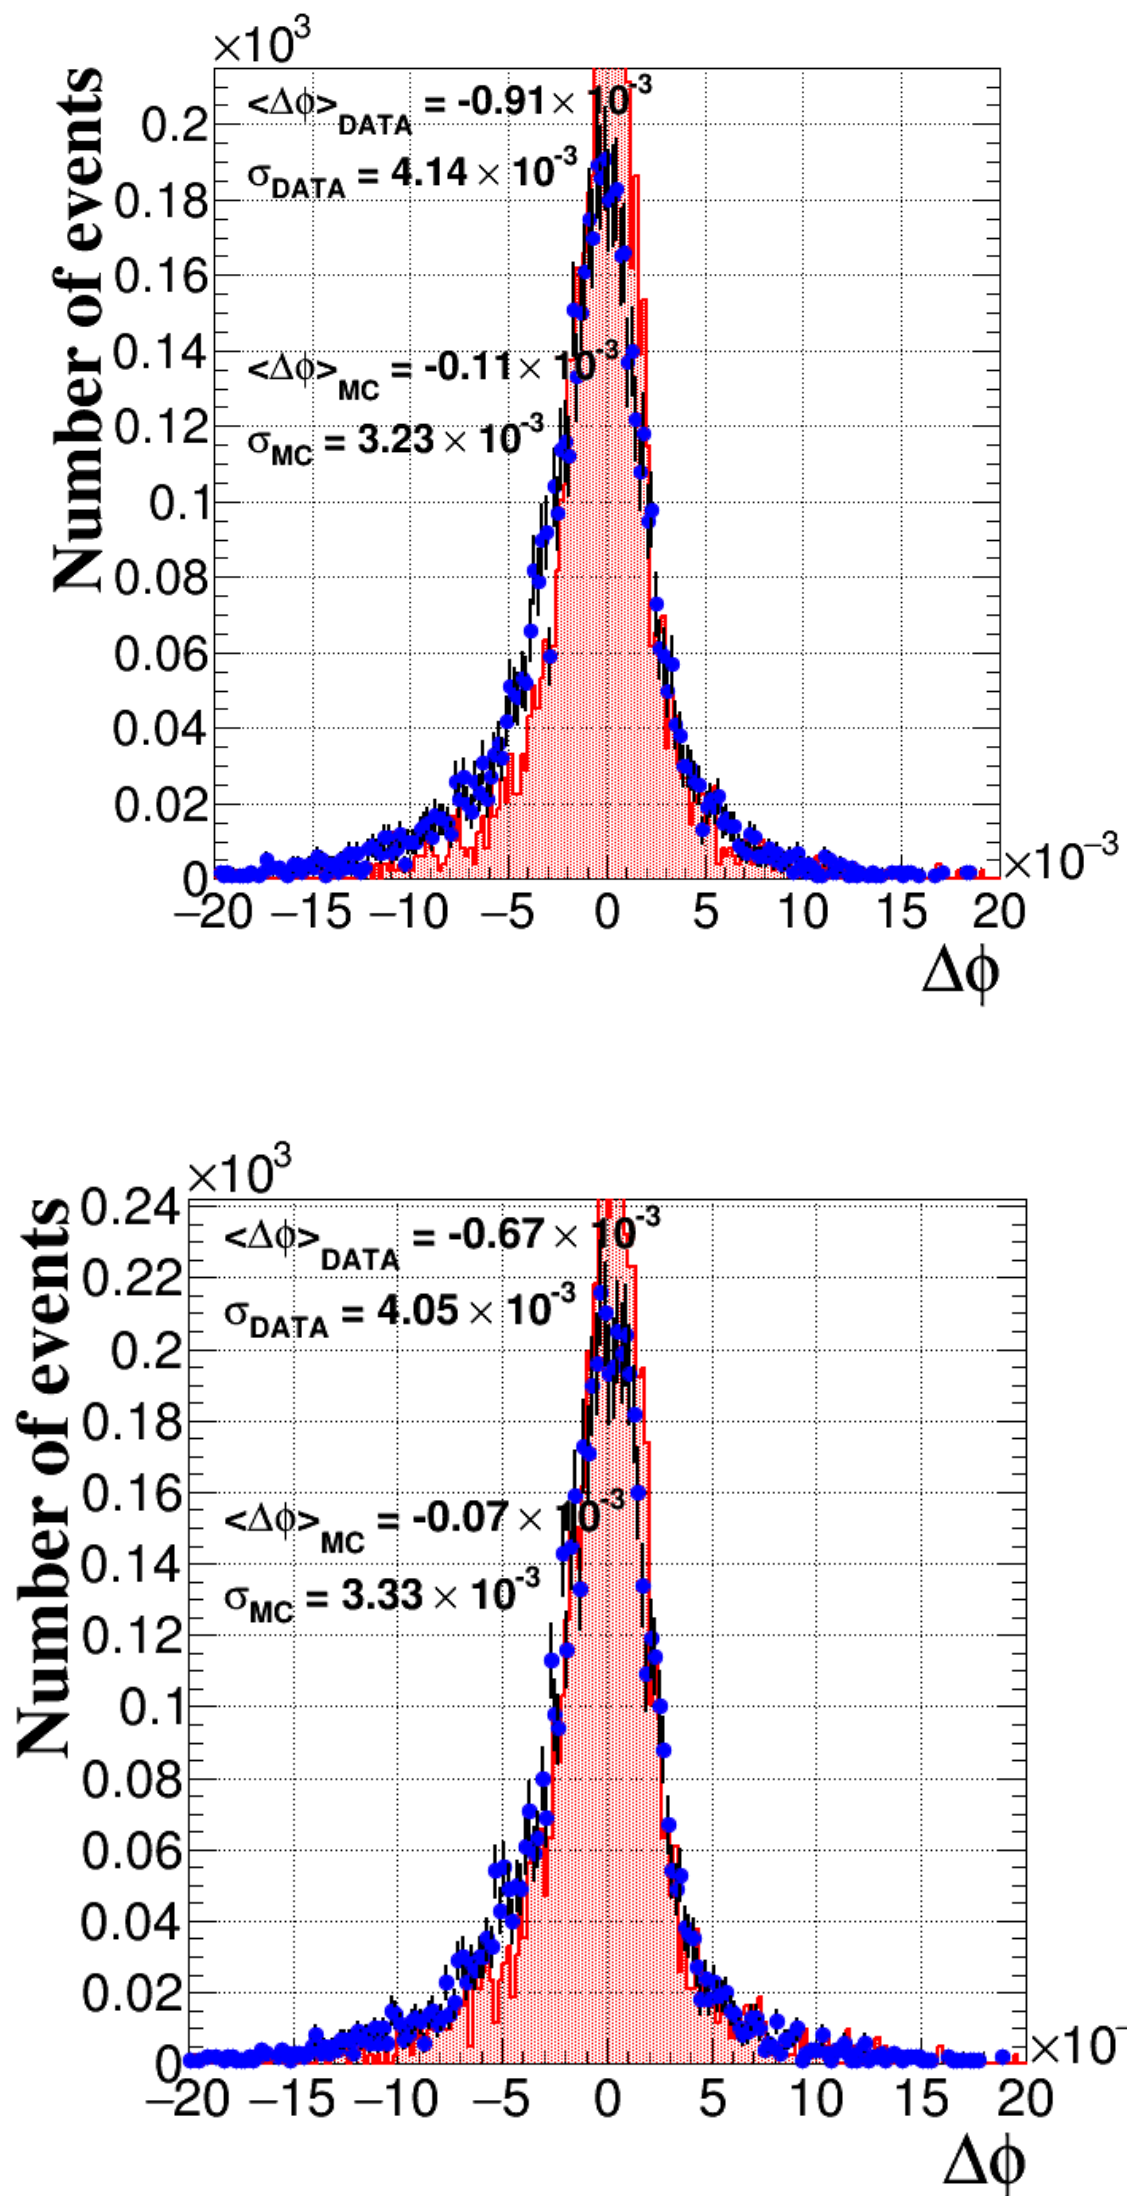 ×10³
Number of events
<Δϕ>DATA = -0.91× 10⁻³
0.2
σDATA = 4.14 × 10⁻³
0.18
0.16
0.14
<Δϕ>MC = -0.11× 10⁻³
0.12
σMC = 3.23 × 10⁻³
0.1
0.08
0.06
0.04
0.02
0
×10⁻³
−20 −15 −10 −5 0 5 10 15 20
Δϕ
×10³
Number of events
0.24
<Δϕ>DATA = -0.67 × 10⁻³
0.22
σDATA = 4.05 × 10⁻³
0.2
0.18
0.16
<Δϕ>MC = -0.07 × 10⁻³
0.14
σMC = 3.33 × 10⁻³
0.12
0.1
0.08
0.06
0.04
0.02
0
×10⁻
−20 −15 −10 −5 0 5 10 15 20
Δϕ